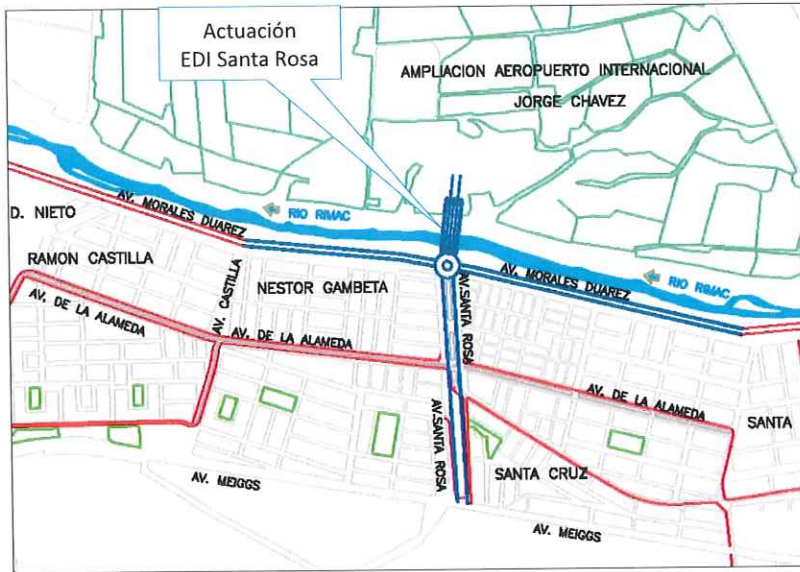 Actuación
EDI Santa Rosa
AMPLIACION AEROPUERTO INTERNACIONAL
JORGE CHAVEZ
D. NIETO
AV. MORALES DUAREZ
RIO RIMAC
RAMON CASTILLA
AV. CASTILLA
NESTOR GAMBETA
AV.SANTA ROSA
AV. MORALES DUAREZ
RIO RIMAC
AV. DE LA ALAMEDA
AV. DE LA ALAMEDA
AV. DE LA ALAMEDA
AV.SANTA ROSA
SANTA
SANTA CRUZ
AV. MEIGGS
AV. MEIGGS